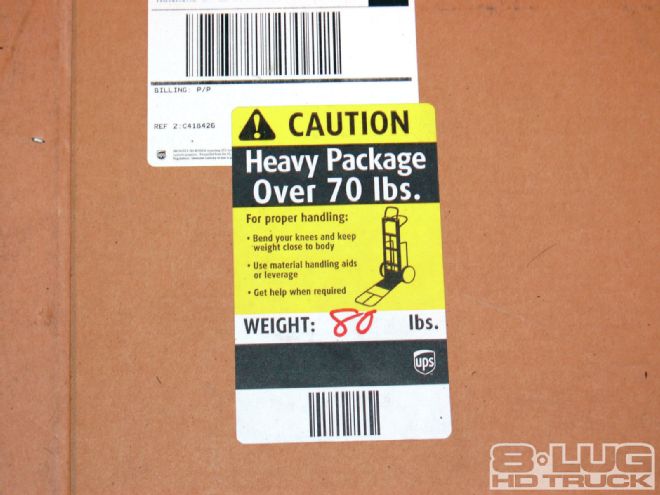 BILLING: P/P
REF 2:C418426
ups
CAUTION
Heavy Package
Over 70 lbs.
For proper handling:
• Bend your knees and keep
weight close to body
• Use material handling aids
or leverage
• Get help when required
WEIGHT: 80 lbs.
ups
8·LUG
HD TRUCK